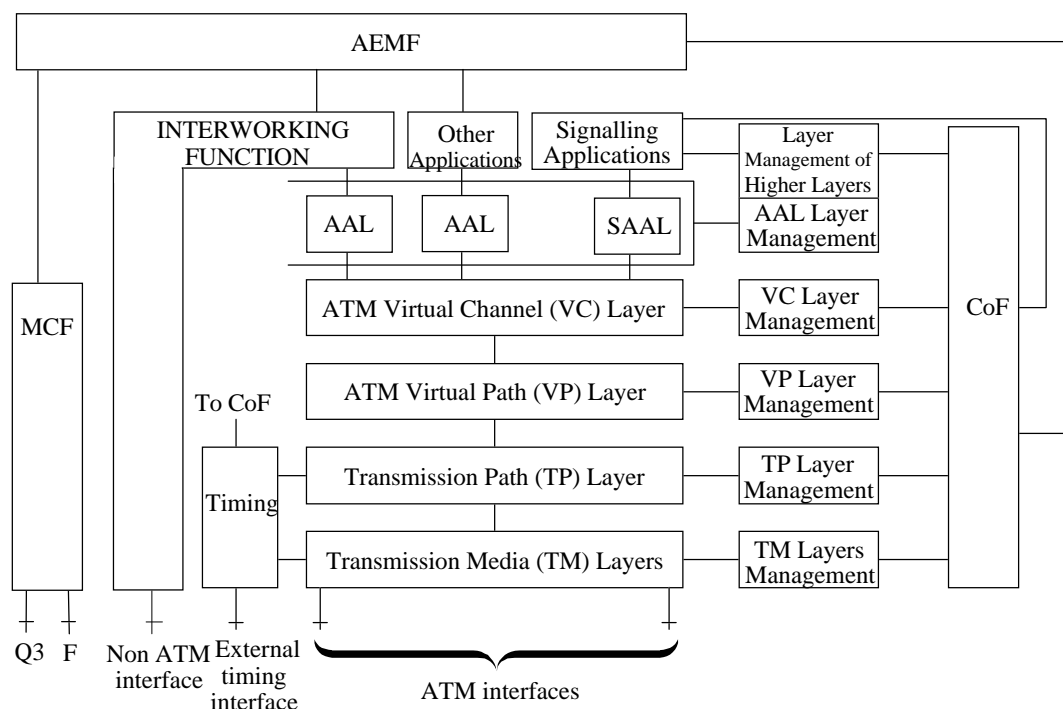 AEMF
INTERWORKING
FUNCTION
Other
Applications
Signalling
Applications
Layer
Management of
Higher Layers
AAL
AAL
SAAL
AAL Layer
Management
MCF
ATM Virtual Channel (VC) Layer
VC Layer
Management
CoF
ATM Virtual Path (VP) Layer
VP Layer
Management
To CoF
Timing
Transmission Path (TP) Layer
TP Layer
Management
Transmission Media (TM) Layers
TM Layers
Management
Q3
F
Non ATM
interface
External
timing
interface
ATM interfaces